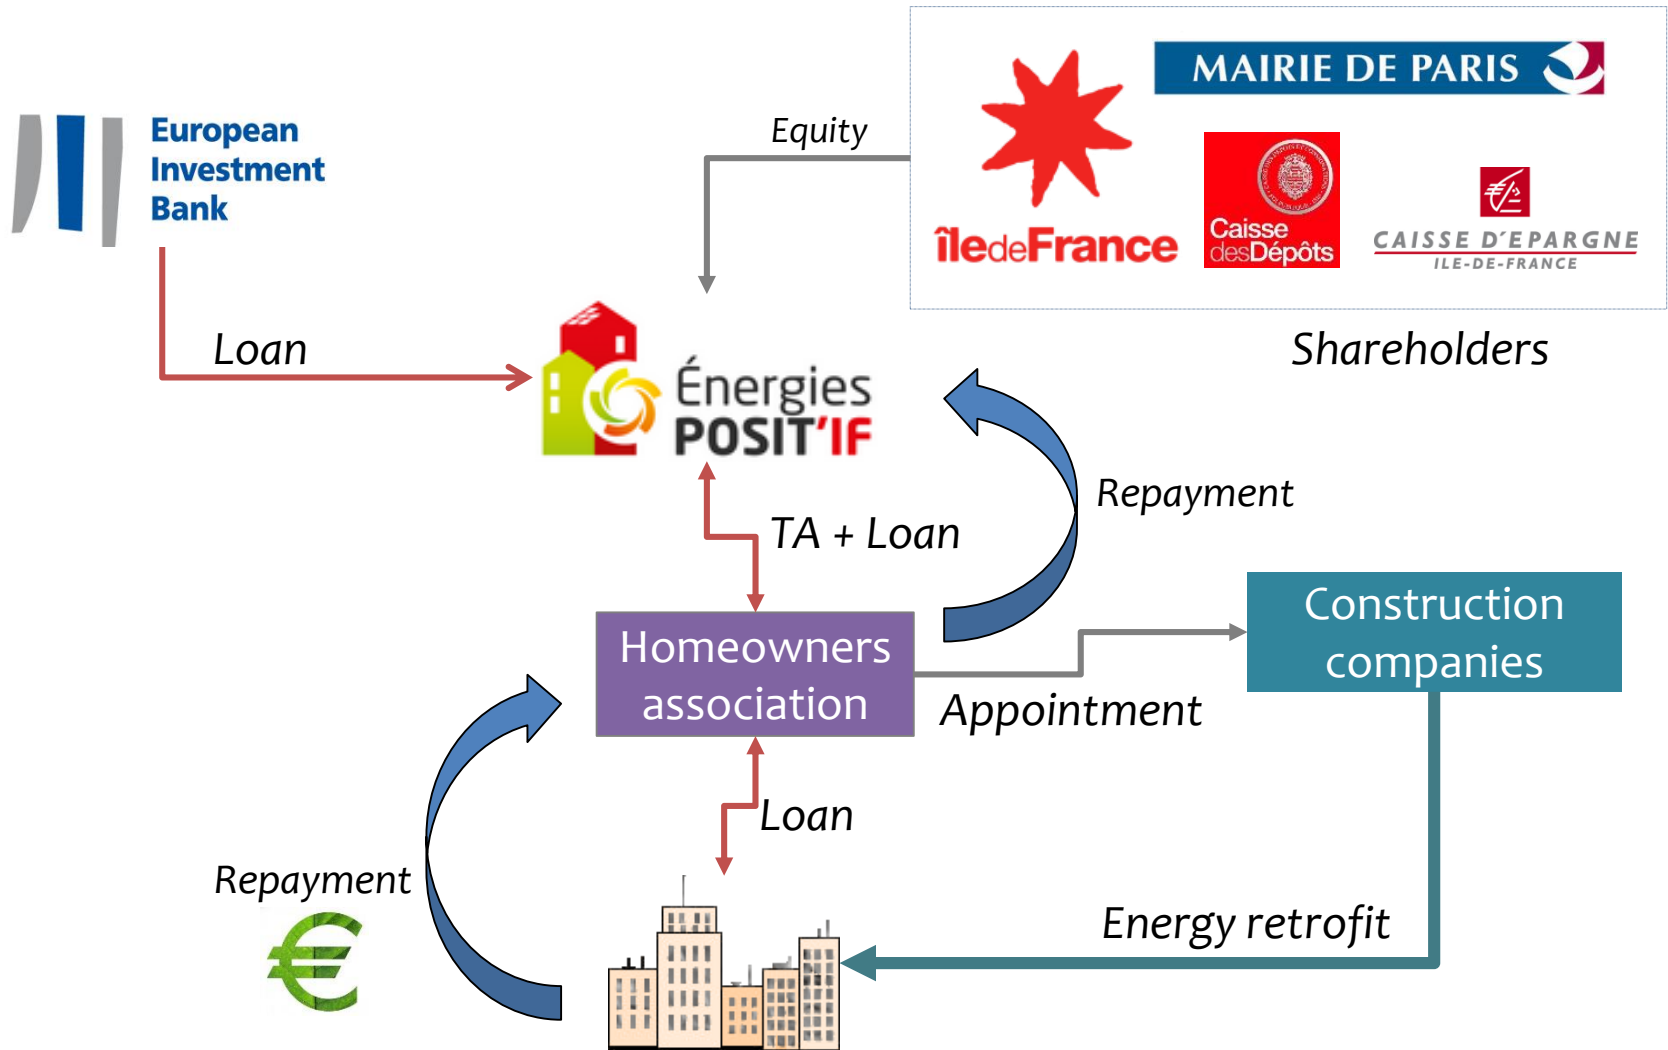 MAIRIE DE PARIS
European
Investment
Bank
Equity
îledeFrance
Caisse
desDépôts
CAISSE D'EPARGNE
ILE-DE-FRANCE
Shareholders
Loan
Énergies
POSIT'IF
Repayment
TA + Loan
Homeowners
association
Construction
companies
Appointment
Loan
Repayment
€
Energy retrofit